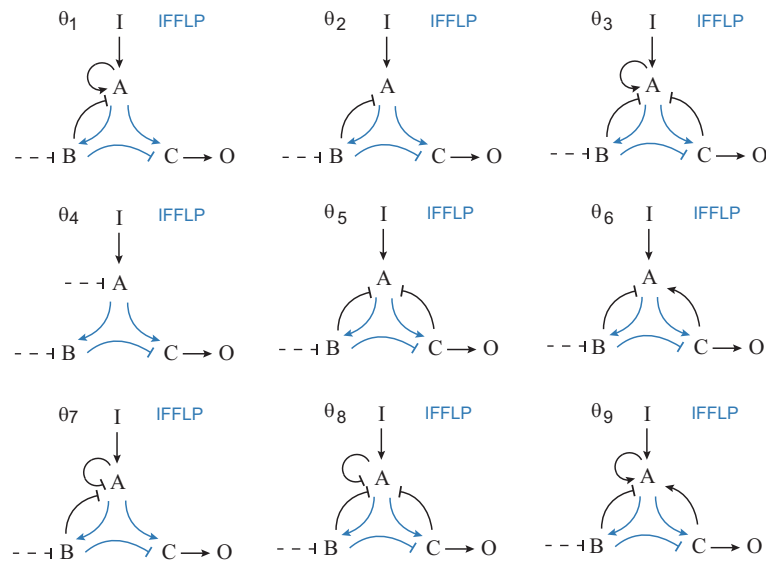 θ1 I IFFLP
θ2 I IFFLP
θ3 I IFFLP
A
A
A
B C O
B C O
B C O
θ4 I IFFLP
θ5 I IFFLP
θ6 I IFFLP
A
A
A
B C O
B C O
B C O
θ7 I IFFLP
θ8 I IFFLP
θ9 I IFFLP
A
A
A
B C O
B C O
B C O